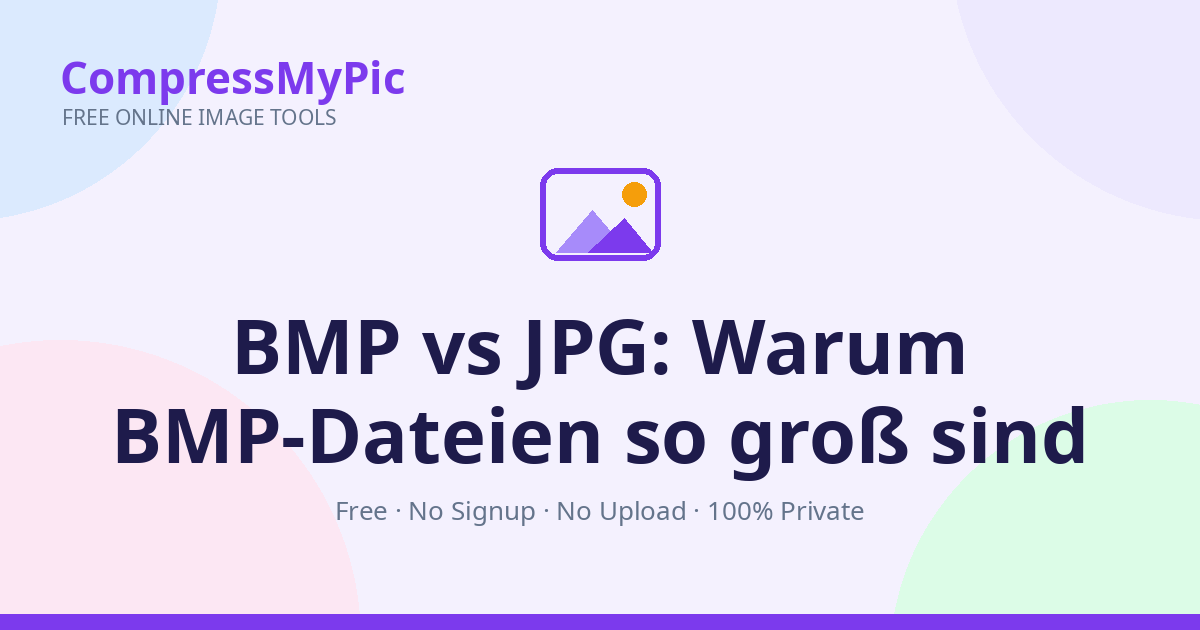 CompressMyPic
FREE ONLINE IMAGE TOOLS
BMP vs JPG: Warum
BMP-Dateien so groß sind
Free · No Signup · No Upload · 100% Private